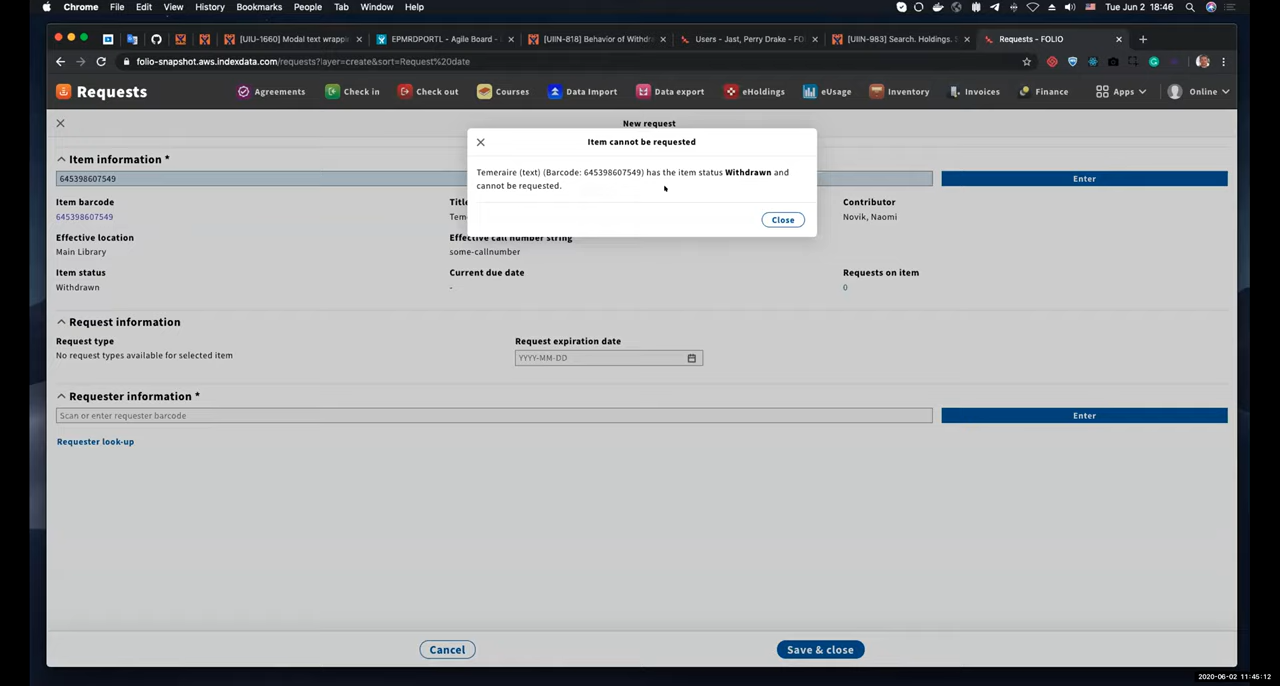 Chrome File Edit View History Bookmarks People Tab Window Help Tue Jun 2 18:46
[UIU-1660] Modal text wrappi EPMRDPORTL - Agile Board - [UIIN-818] Behavior of Withdr Users - Jast, Perry Drake - FO [UIIN-983] Search. Holdings. Requests - FOLIO
folio-snapshot.aws.indexdata.com/requests?layer=create&sort=Request%20date
Requests Agreements Check in Check out Courses Data Import Data export eHoldings eUsage Inventory Invoices Finance Apps Online
New request
Item cannot be requested
Temeraire (text) (Barcode: 645398607549) has the item status Withdrawn and
cannot be requested.
Close
Item information *
645398607549 Enter
Item barcode Title Contributor
645398607549 Tem Novik, Naomi
Effective location Effective call number string
Main Library some-callnumber
Item status Current due date Requests on item
Withdrawn - 0
Request information
Request type Request expiration date
No request types available for selected item YYYY-MM-DD
Requester information *
Scan or enter requester barcode Enter
Requester look-up
Cancel Save & close
2020-06-02 11:45:12